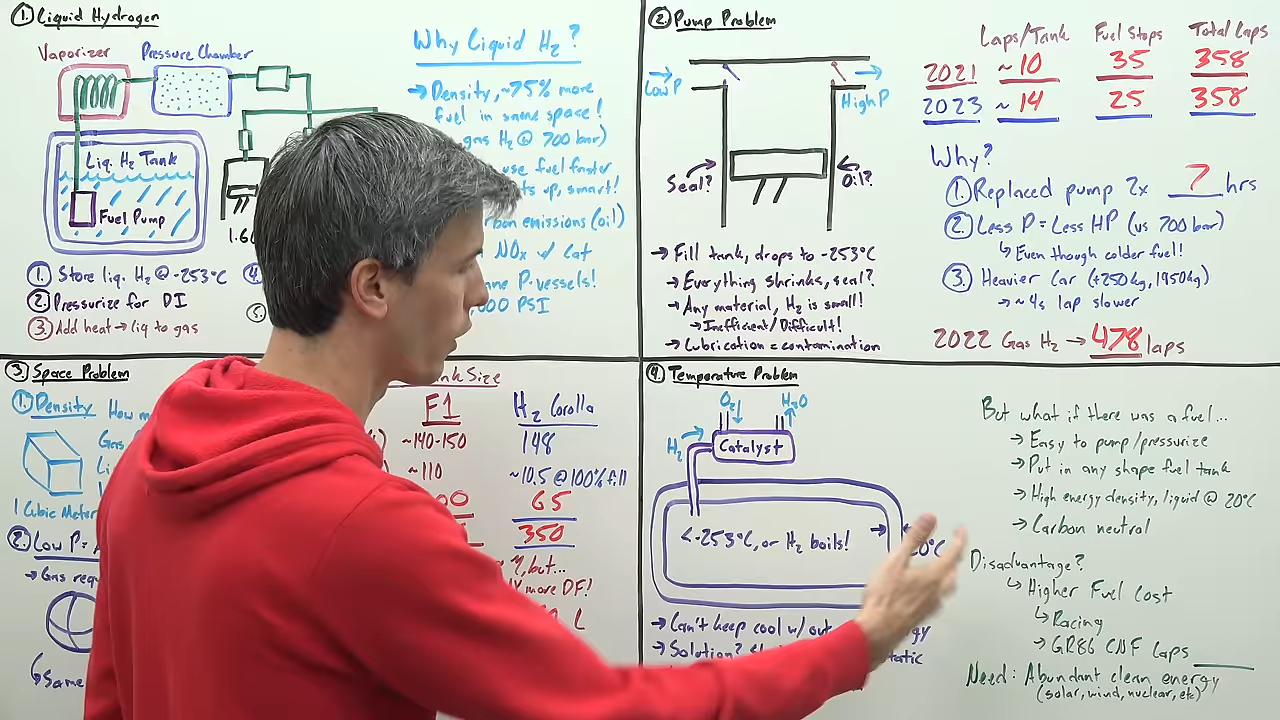 ① Liquid Hydrogen
Vaporizer
Pressure Chamber
Liq. H₂ Tank
Fuel Pump
① Store liq. H₂ @ -253°C
② Pressurize for DI
③ Add heat → liq to gas
Why Liquid H₂?
→ Density, ~75% more
fuel in same space!
gas H₂ @ 700 bar)
use fuel faster
up, smart!
emissions (oil)
NOx w/ Cat
P-vessels!
PSI
② Pump Problem
Low P
High P
Seal?
Oil?
→ Fill tank, drops to -253°C
→ Everything shrinks, seal?
→ Any material, H₂ is small!
→ Inefficient/Difficult!
→ Lubrication = contamination
Laps/Tank Fuel Stops Total Laps
2021 ~10 35 358
2023 ~14 25 358
Why?
①. Replaced pump 2x ? hrs
②. Less P = Less HP (vs 700 bar)
↳ Even though colder fuel!
③. Heavier Car (+250kg, 1950kg)
→ ~4s lap slower
2022 Gas H₂ → 478 laps
③ Space Problem
①. Density How
Gas
1 Cubic Meter
②. Low P =
→ Gas
↳ Same
Size
F1 H₂ Corolla
~140-150 148
~110 ~10.5 @ 100% fill
65
350
but...
more DF!
L
④. Temperature Problem
O₂ H₂O
H₂
Catalyst
<-253°C, or H₂ boils!
20°C
→ Can't keep cool w/out
→ Solution?
But what if there was a fuel...
→ Easy to pump/pressurize
→ Put in any shape fuel tank
→ High energy density, liquid @ 20°C
→ Carbon neutral
Disadvantage?
↳ Higher Fuel Cost
↳ Racing
→ GR86 CNF Laps
Need: Abundant clean energy
(solar, wind, nuclear, etc)